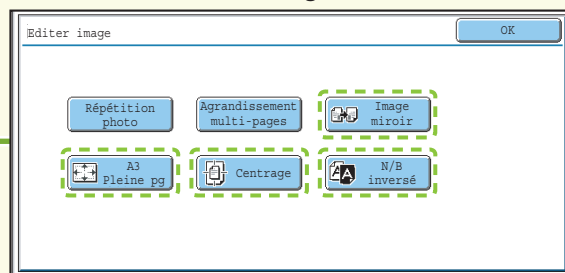 Editer image
OK
Répétition
photo
Agrandissement
multi-pages
Image
miroir
A3
Pleine pg
Centrage
N/B
inversé